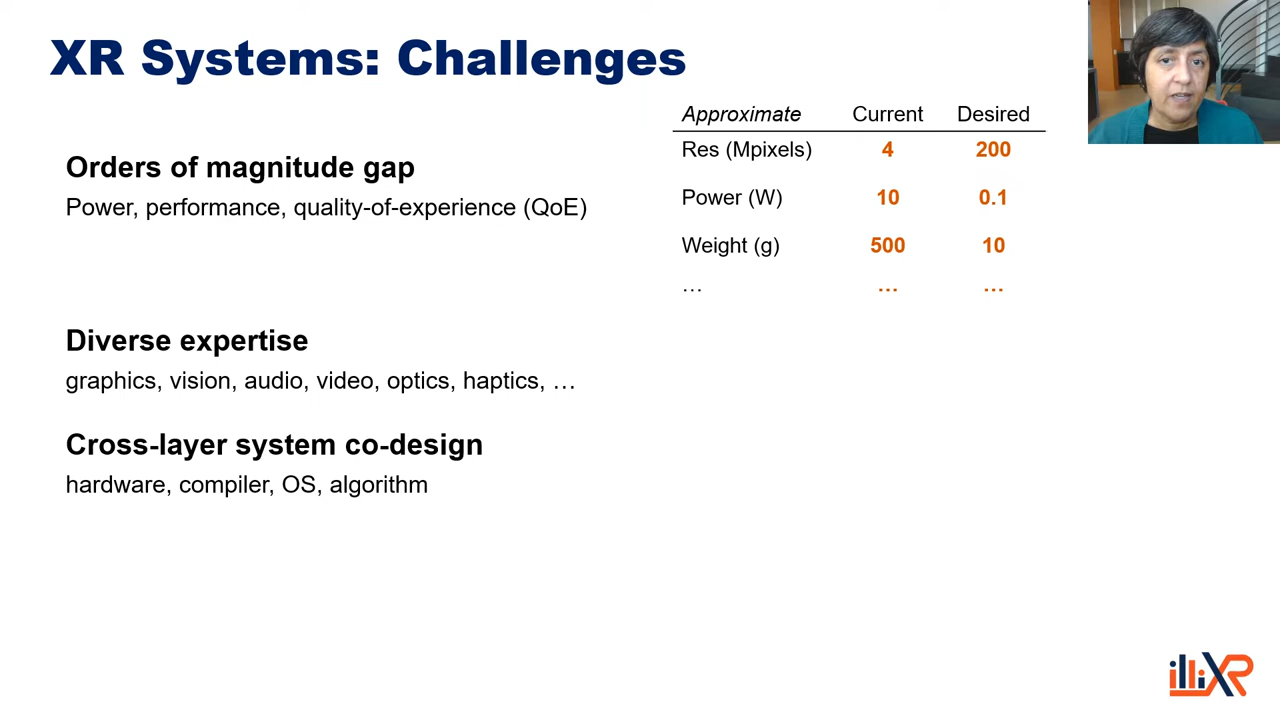 XR Systems: Challenges
Orders of magnitude gap
Power, performance, quality-of-experience (QoE)
Approximate Current Desired
Res (Mpixels) 4 200
Power (W) 10 0.1
Weight (g) 500 10
… … …
Diverse expertise
graphics, vision, audio, video, optics, haptics, …
Cross-layer system co-design
hardware, compiler, OS, algorithm
illiXR